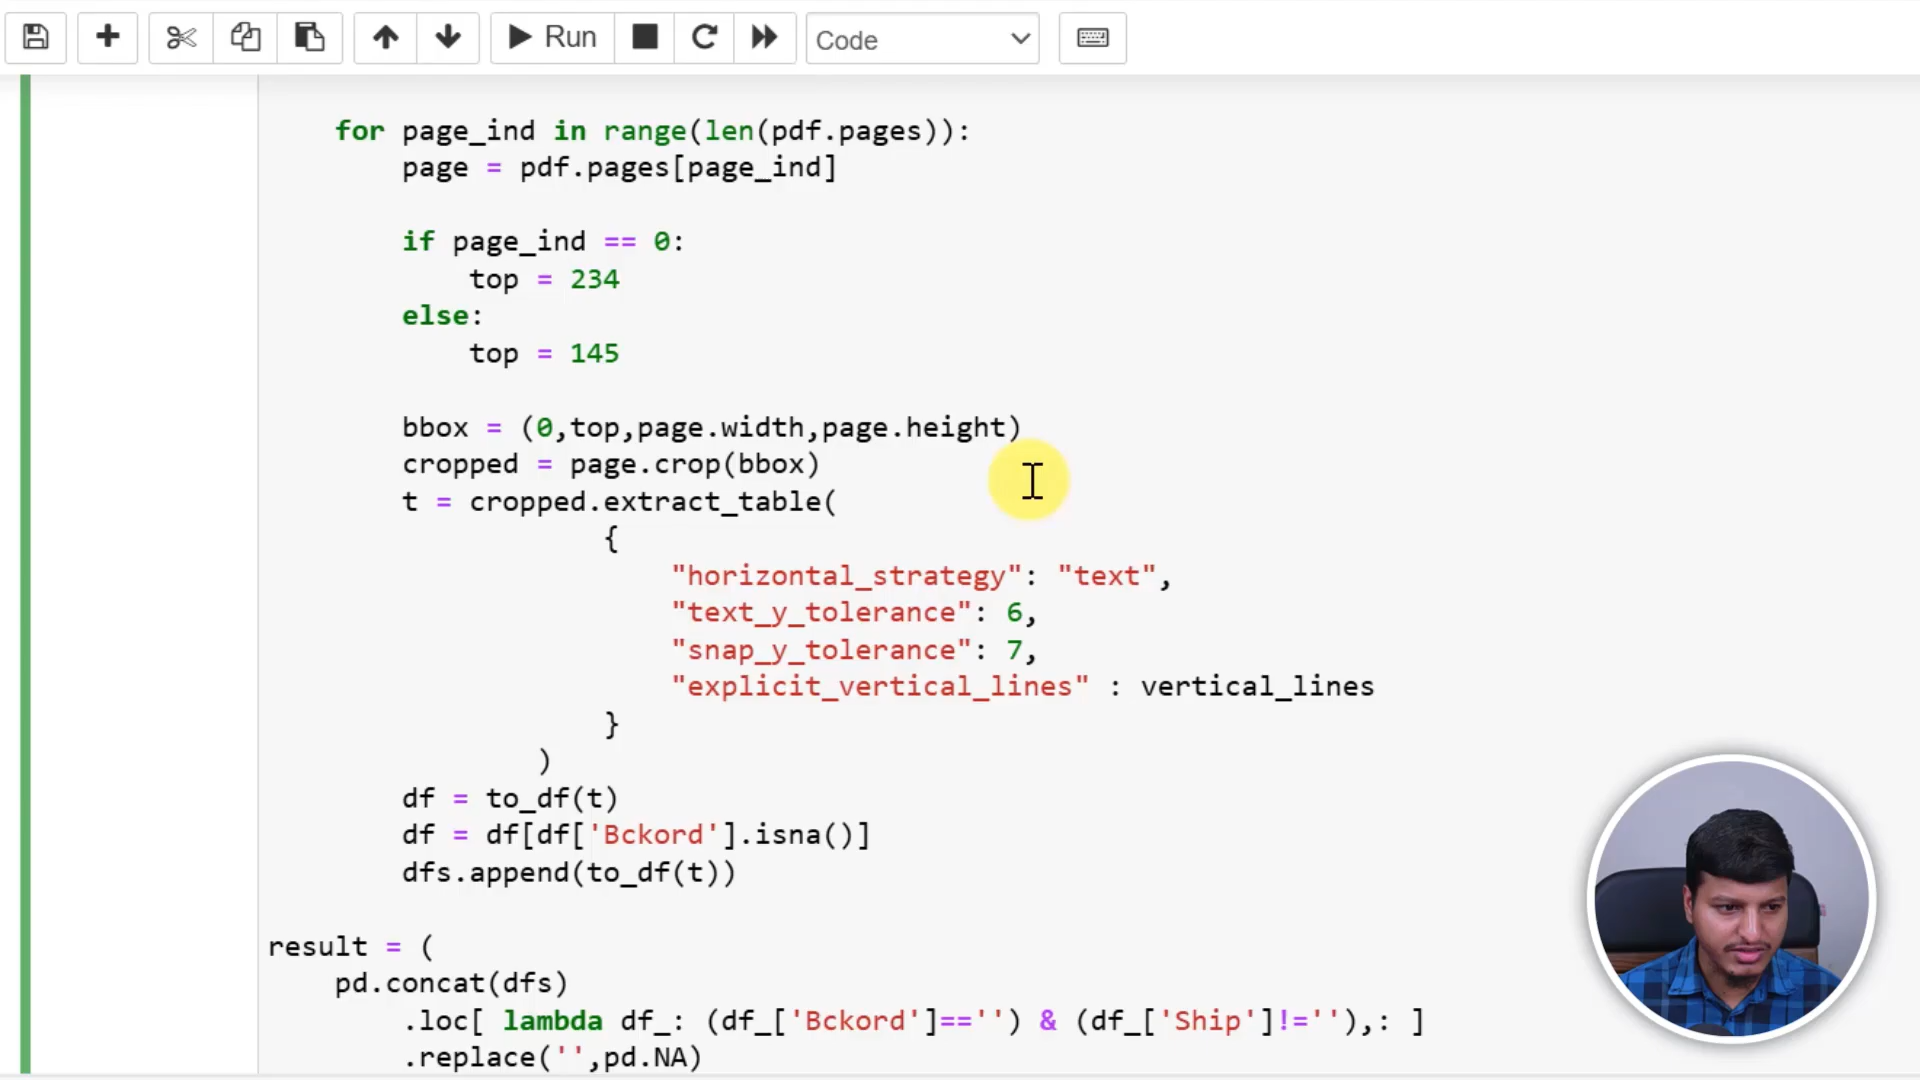 Run
Code
for page_ind in range(len(pdf.pages)):
page = pdf.pages[page_ind]
if page_ind == 0:
top = 234
else:
top = 145
bbox = (0,top,page.width,page.height)
cropped = page.crop(bbox)
t = cropped.extract_table(
{
"horizontal_strategy": "text",
"text_y_tolerance": 6,
"snap_y_tolerance": 7,
"explicit_vertical_lines" : vertical_lines
}
)
df = to_df(t)
df = df[df['Bckord'].isna()]
dfs.append(to_df(t))
result = (
pd.concat(dfs)
.loc[ lambda df_: (df_['Bckord']=='') & (df_['Ship']!=''),: ]
.replace('',pd.NA)